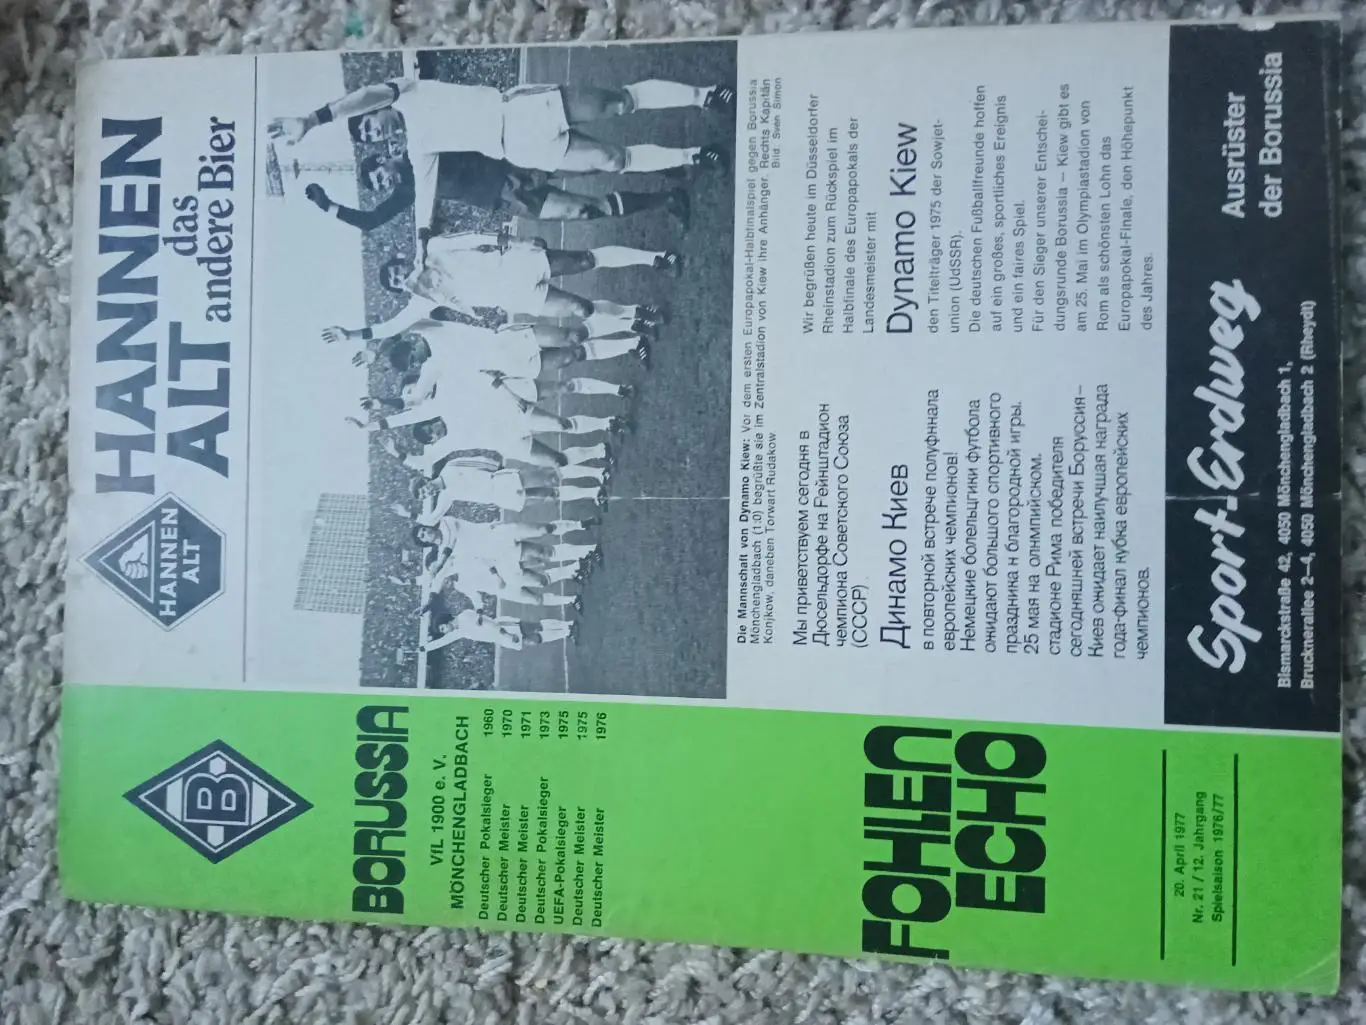 BORUSSIA
VfL 1900 e. V.
MÖNCHENGLADBACH
Deutscher Pokalsieger 1960
Deutscher Meister 1970
Deutscher Meister 1971
Deutscher Pokalsieger 1973
UEFA-Pokalsieger 1975
Deutscher Meister 1975
Deutscher Meister 1976
FOHLEN
ECHO
20. April 1977
Nr. 21 / 12. Jahrgang
Spielsaison 1976/77
HANNEN
ALT
HANNEN
ALT
das
andere Bier
Die Mannschaft von Dynamo Kiew: Vor dem ersten Europapokal-Halbfinalspiel gegen Borussia
Mönchengladbach (1:0) begrüßte sie im Zentralstadion von Kiew ihre Anhänger. Rechts Kapitän
Konjkow, daneben Torwart Rudakow
Bild: Sven Simon
Мы приветствуем сегодня в
Дюсельдорфе на Рейнштадион
чемпиона Советского Союза
(СССР)
Динамо Киев
в повторной встрече полуфннала
европейских чемпионов!
Немецкие болельщгики футбола
ожидают большого спортивного
праздника н благородной игры.
25 мая на олнмпийском.
стадионе Рима победителя
сегодняшней встречи Боруссия–
Киев ожидает наилучшая награда
года-финал нубка европейских
чемпионов.
Wir begrüßen heute im Düsseldorfer
Rheinstadion zum Rückspiel im
Halbfinale des Europapokals der
Landesmeister mit
Dynamo Kiew
den Titelträger 1975 der Sowjet-
union (UdSSR).
Die deutschen Fußballfreunde hoffen
auf ein großes, sportliches Ereignis
und ein faires Spiel.
Für den Sieger unserer Entschei-
dungsrunde Borussia – Kiew gibt es
am 25. Mai im Olympiastadion von
Rom als schönsten Lohn das
Europapokal-Finale, den Höhepunkt
des Jahres.
Sport-Erdweg
Ausrüster
der Borussia
Bismarckstraße 42, 4050 Mönchengladbach 1,
Brucknerallee 2–4, 4050 Mönchengladbach 2 (Rheydt)